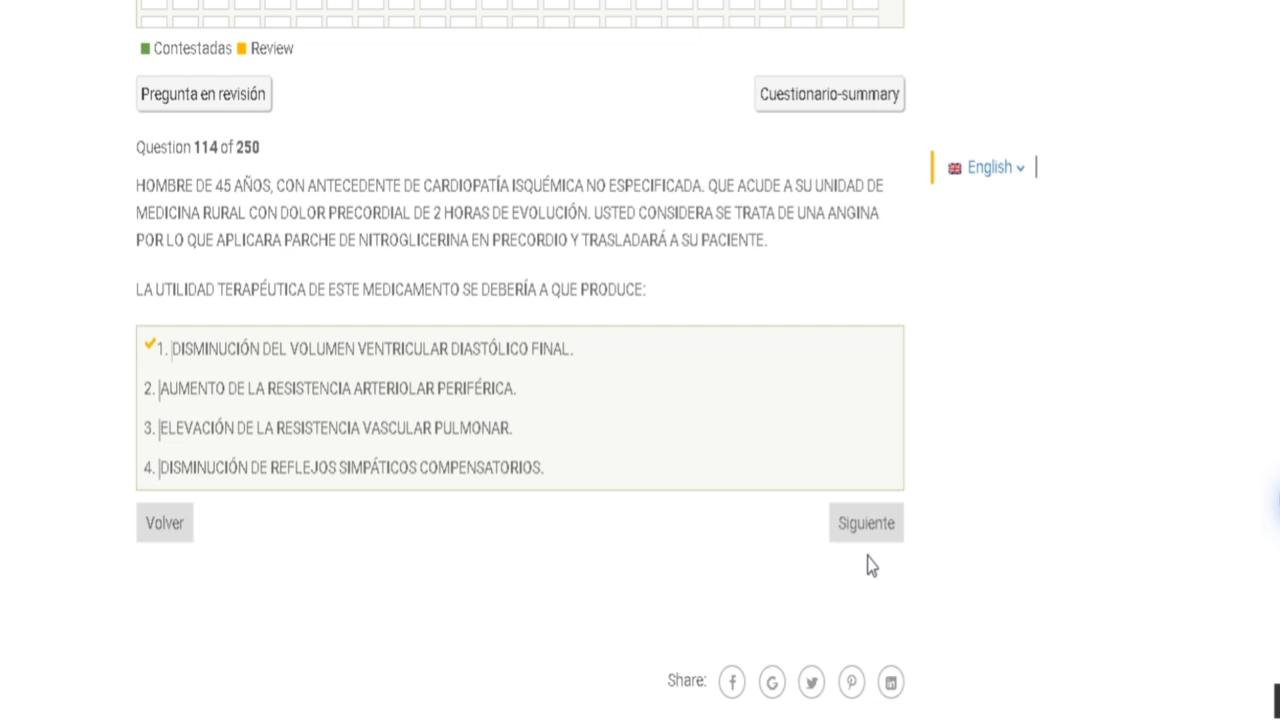 Contestadas Review
Pregunta en revisión
Cuestionario-summary
Question 114 of 250
English
HOMBRE DE 45 AÑOS, CON ANTECEDENTE DE CARDIOPATÍA ISQUÉMICA NO ESPECIFICADA. QUE ACUDE A SU UNIDAD DE
MEDICINA RURAL CON DOLOR PRECORDIAL DE 2 HORAS DE EVOLUCIÓN. USTED CONSIDERA SE TRATA DE UNA ANGINA
POR LO QUE APLICARA PARCHE DE NITROGLICERINA EN PRECORDIO Y TRASLADARÁ A SU PACIENTE.
LA UTILIDAD TERAPÉUTICA DE ESTE MEDICAMENTO SE DEBERÍA A QUE PRODUCE:
1. DISMINUCIÓN DEL VOLUMEN VENTRICULAR DIASTÓLICO FINAL.
2. AUMENTO DE LA RESISTENCIA ARTERIOLAR PERIFÉRICA.
3. ELEVACIÓN DE LA RESISTENCIA VASCULAR PULMONAR.
4. DISMINUCIÓN DE REFLEJOS SIMPÁTICOS COMPENSATORIOS.
Volver
Siguiente
Share: